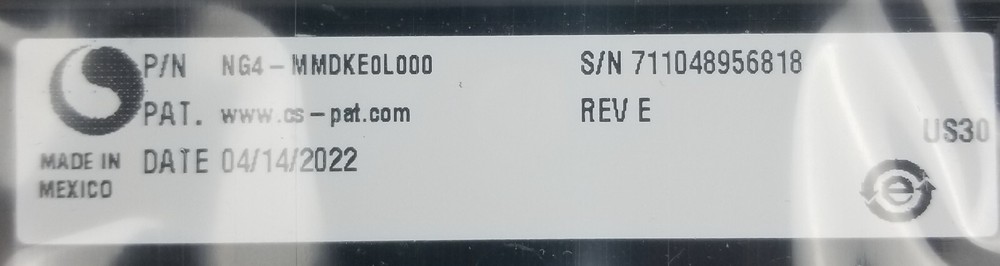 P/N NG4-MMDKE0L000 S/N 711048956818
PAT. www.cs-pat.com REV E
US30
MADE IN DATE 04/14/2022
MEXICO
e